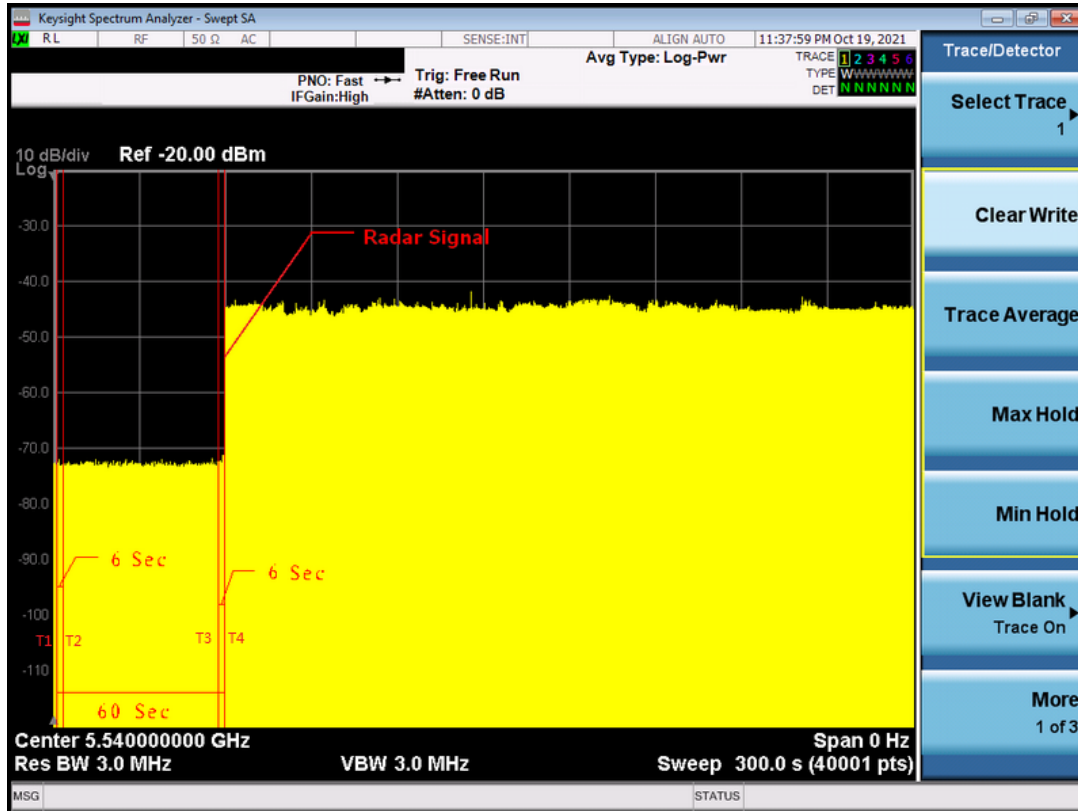 Keysight Spectrum Analyzer - Swept SA
LXI RL RF 50 Ω AC SENSE:INT ALIGN AUTO 11:37:59 PM Oct 19, 2021
Trace/Detector
Avg Type: Log-Pwr
TRACE 1 2 3 4 5 6
PNO: Fast Trig: Free Run
TYPE WWWWWW
IFGain:High #Atten: 0 dB
DET N N N N N N
Select Trace
1
10 dB/div Ref -20.00 dBm
Log
Clear Write
-30.0
Radar Signal
-40.0
Trace Average
-50.0
-60.0
Max Hold
-70.0
-80.0
Min Hold
-90.0
6 Sec
6 Sec
View Blank
Trace On
-100
T1 T2 T3 T4
-110
60 Sec
More
1 of 3
Center 5.540000000 GHz Span 0 Hz
Res BW 3.0 MHz VBW 3.0 MHz Sweep 300.0 s (40001 pts)
MSG STATUS